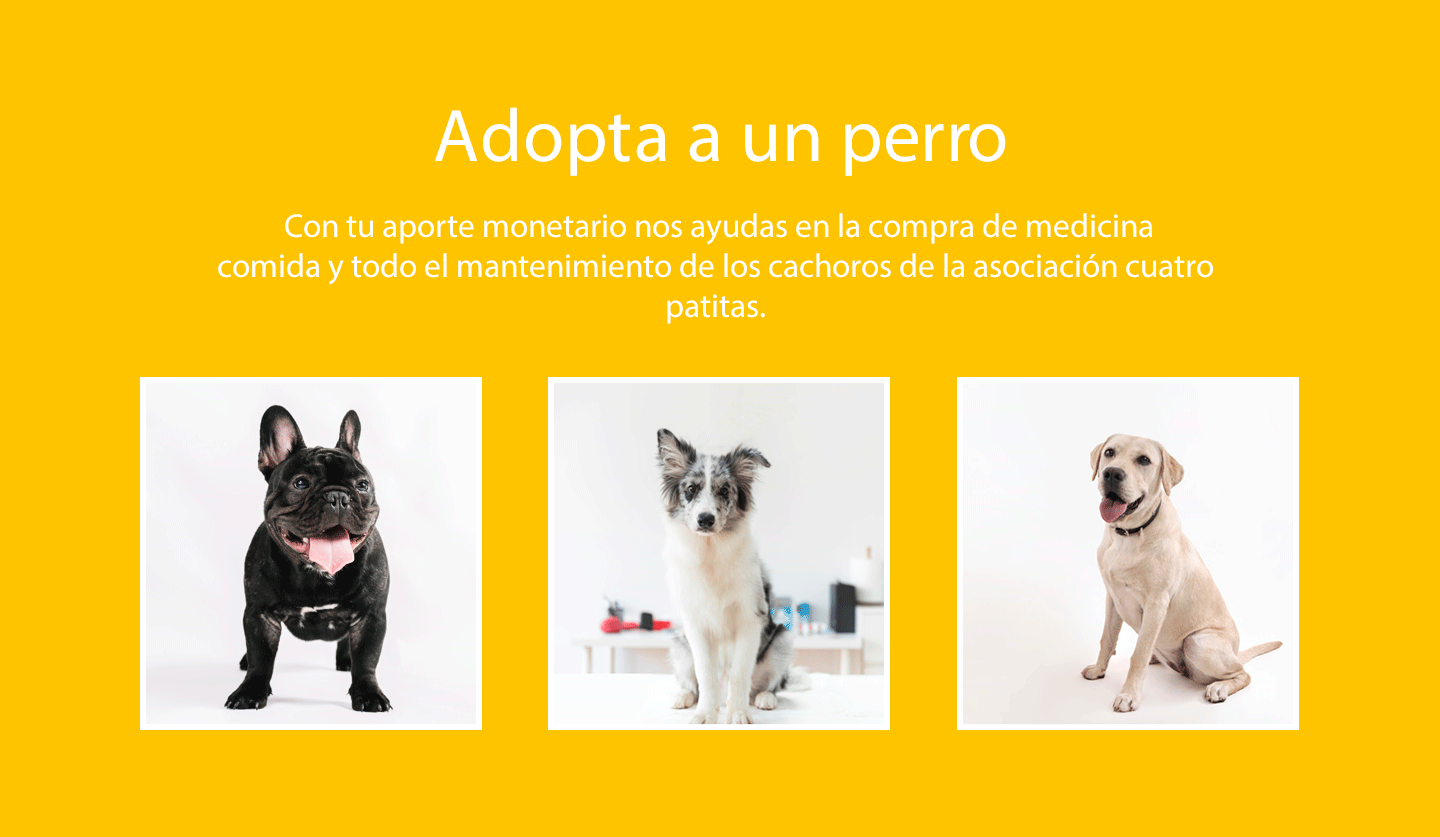 Adopta a un perro
Con tu aporte monetario nos ayudas en la compra de medicina
comida y todo el mantenimiento de los cachoros de la asociación cuatro
patitas.